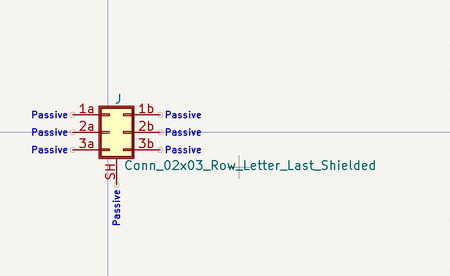 J
Passive 1a 1b Passive
Passive 2a 2b Passive
Passive 3a 3b Passive
SH Conn_02x03_Row_Letter_Last_Shielded
Passive